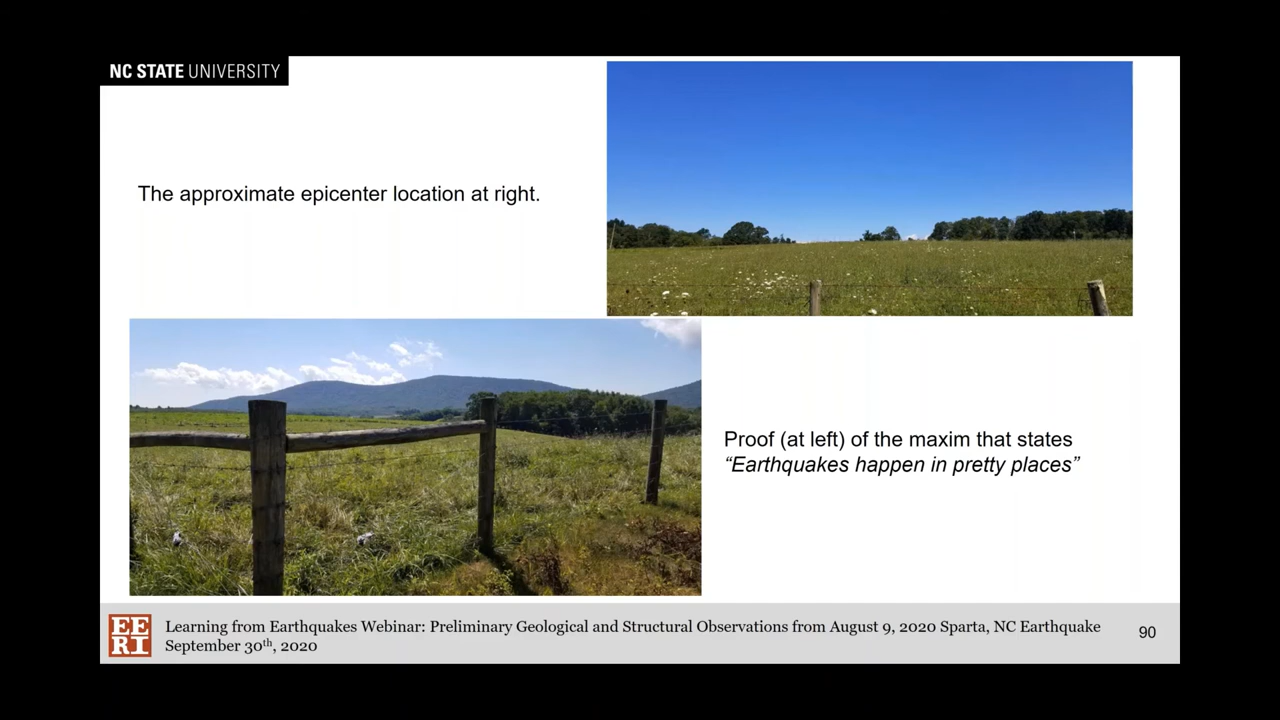 NC STATE UNIVERSITY
The approximate epicenter location at right.
Proof (at left) of the maxim that states
“Earthquakes happen in pretty places”
EE
RI
Learning from Earthquakes Webinar: Preliminary Geological and Structural Observations from August 9, 2020 Sparta, NC Earthquake
September 30th, 2020
90